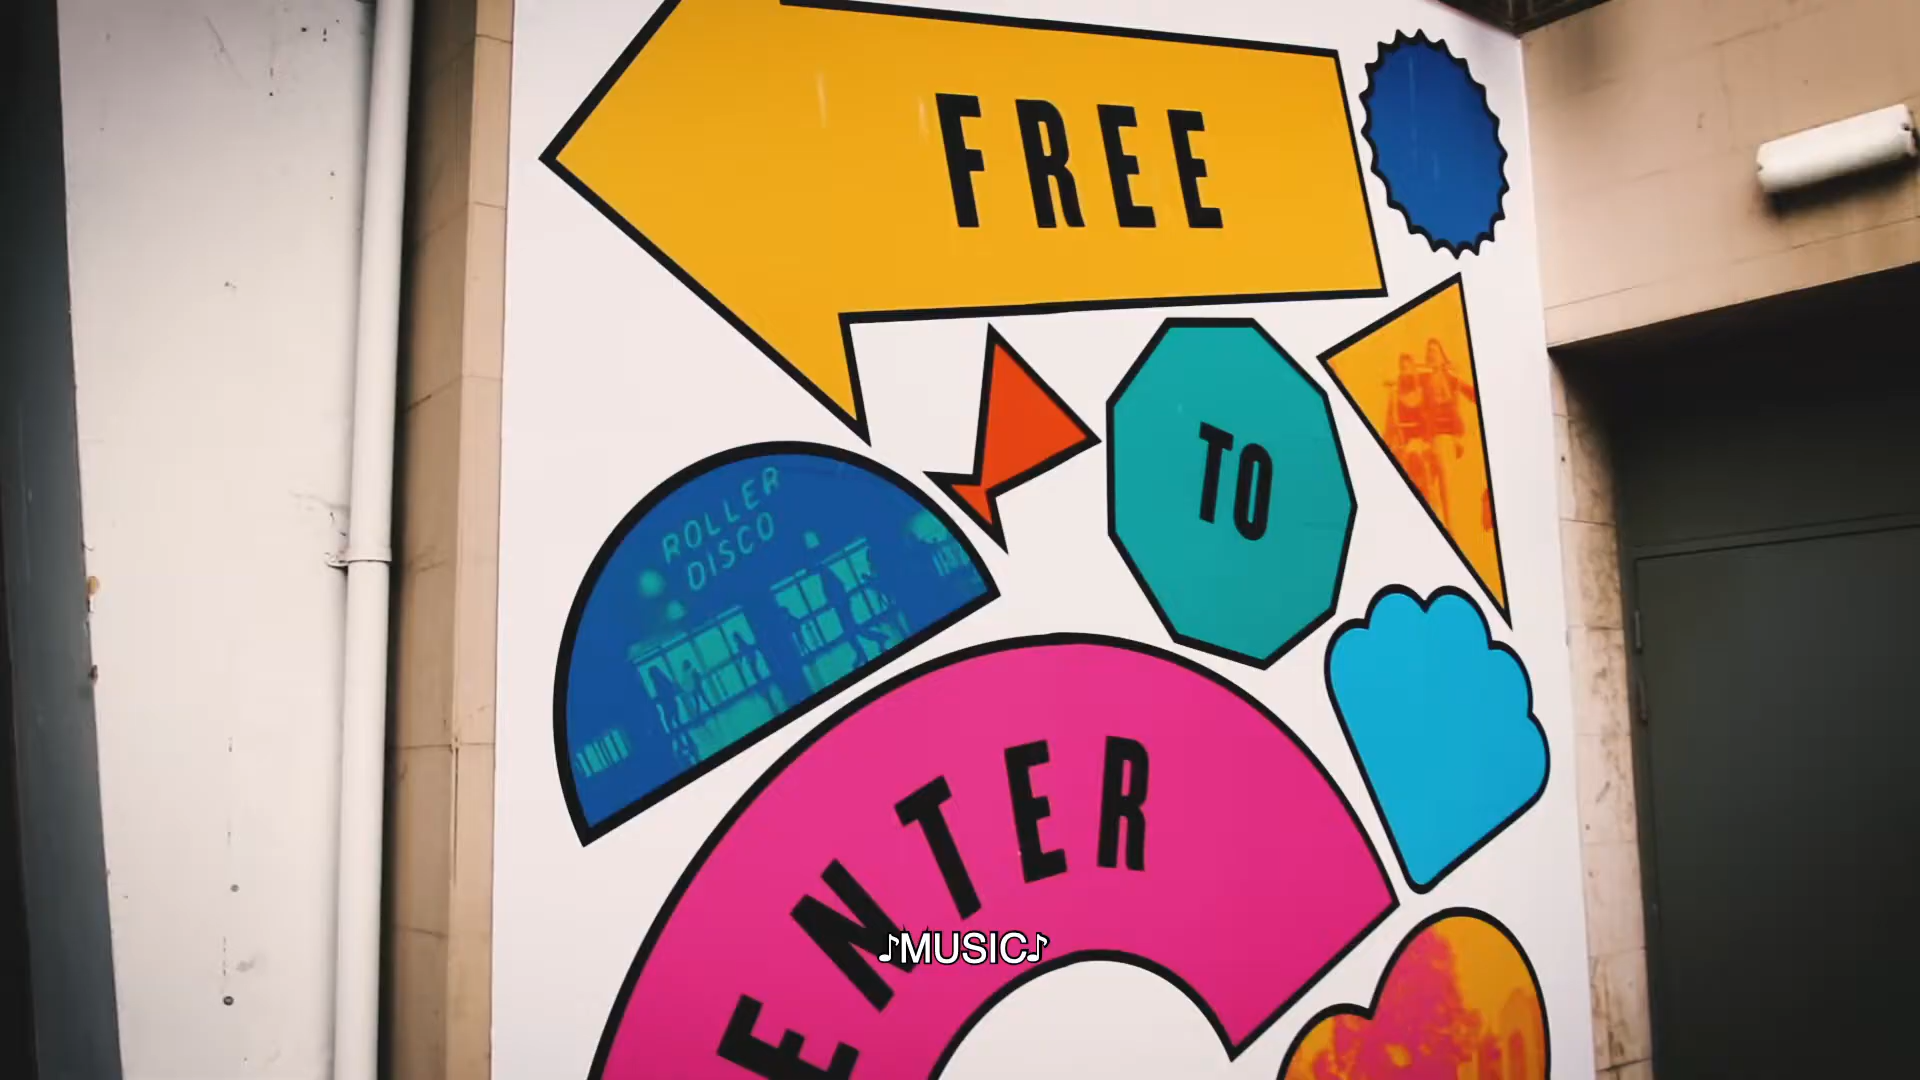 FREE
TO
ROLLER
DISCO
ENTER
♪MUSIC♪